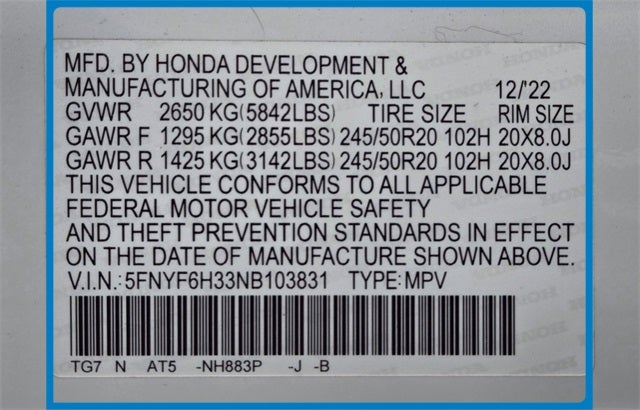 MFD. BY HONDA DEVELOPMENT &
MANUFACTURING OF AMERICA, LLC 12/'22
GVWR 2650 KG(5842LBS) TIRE SIZE RIM SIZE
GAWR F 1295 KG(2855LBS) 245/50R20 102H 20X8.0J
GAWR R 1425 KG(3142LBS) 245/50R20 102H 20X8.0J
THIS VEHICLE CONFORMS TO ALL APPLICABLE
FEDERAL MOTOR VEHICLE SAFETY
AND THEFT PREVENTION STANDARDS IN EFFECT
ON THE DATE OF MANUFACTURE SHOWN ABOVE.
V.I.N.:5FNYF6H33NB103831 TYPE:MPV
TG7 N AT5 -NH883P -J -B